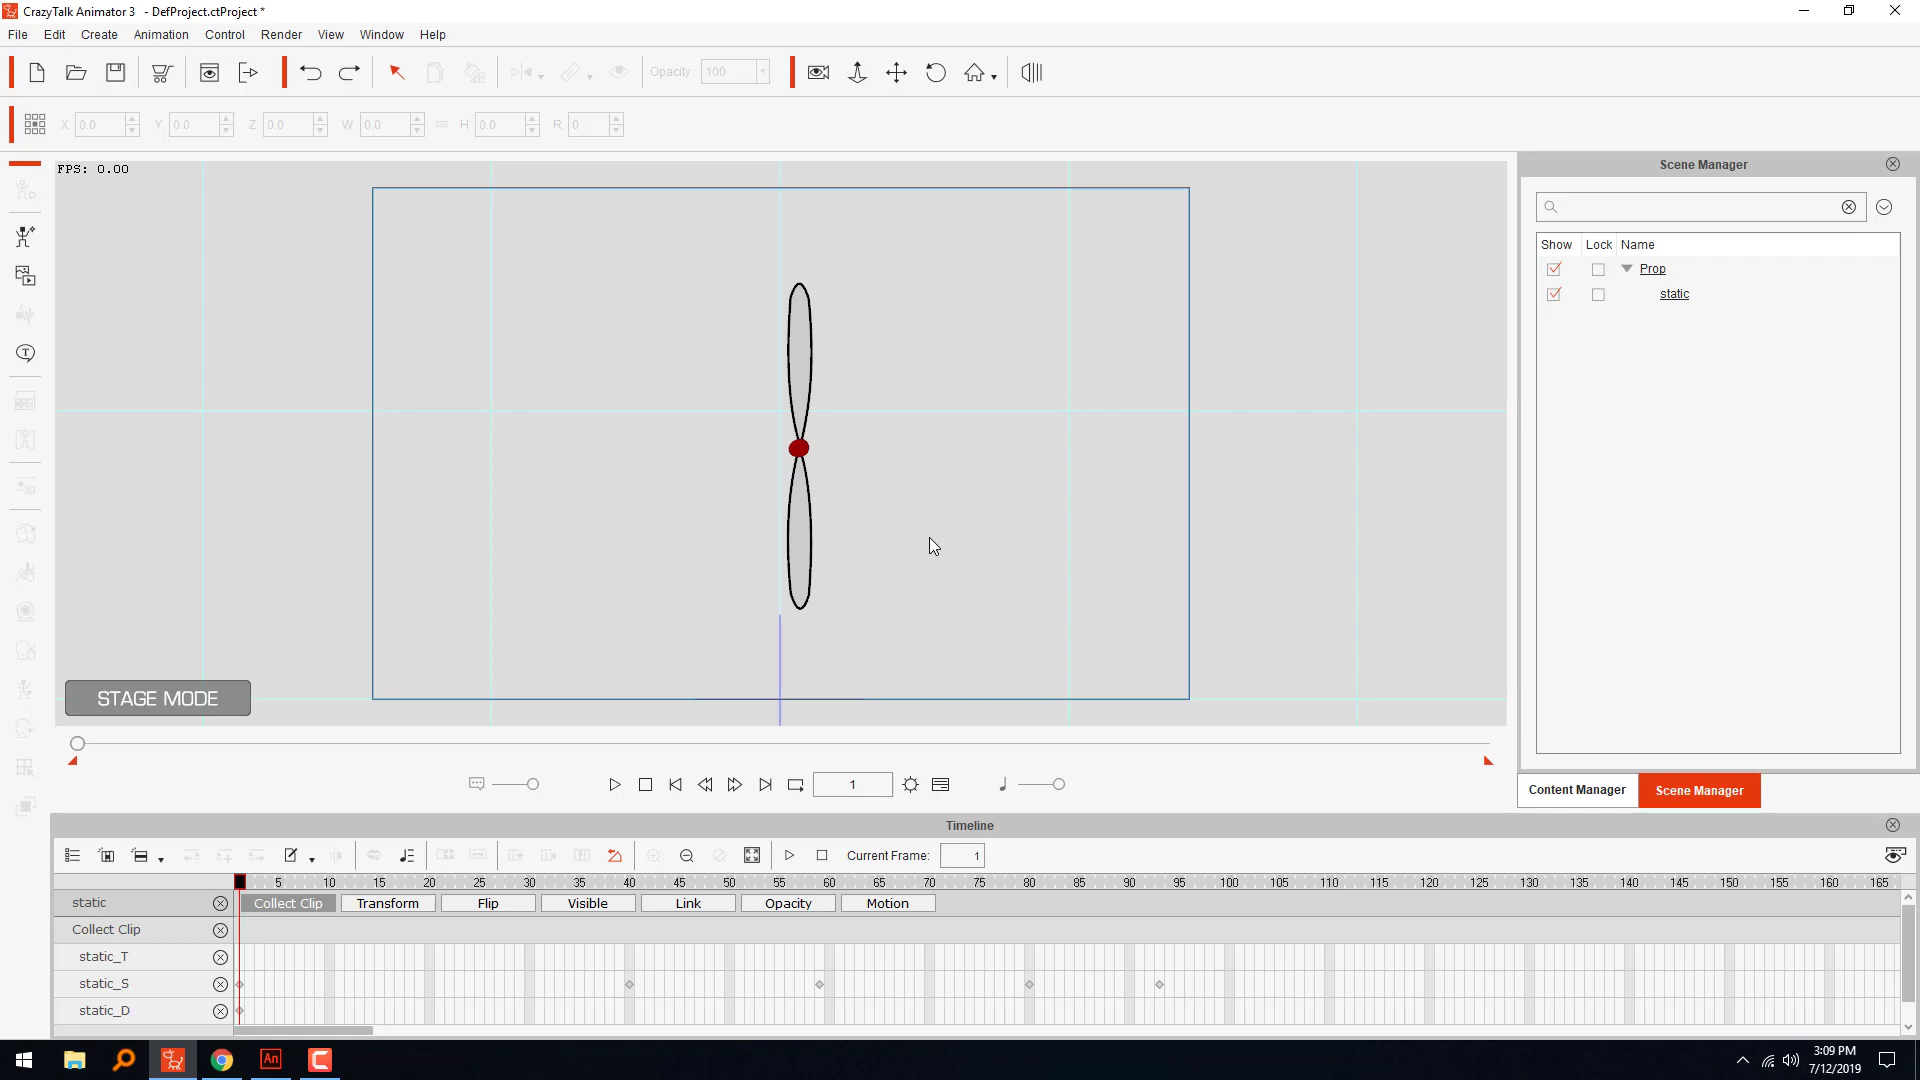 CrazyTalk Animator 3 - DefProject.ctProject *
File Edit Create Animation Control Render View Window Help
Opacity : 100
X 0.0 Y 0.0 Z 0.0 W 0.0 H 0.0 R 0
FPS: 0.00
Scene Manager
Show Lock Name
Prop
static
STAGE MODE
1
Content Manager Scene Manager
Timeline
Current Frame: 1
5 10 15 20 25 30 35 40 45 50 55 60 65 70 75 80 85 90 95 100 105 110 115 120 125 130 135 140 145 150 155 160 165
static Collect Clip Transform Flip Visible Link Opacity Motion
Collect Clip
static_T
static_S
static_D
An
3:09 PM
7/12/2019